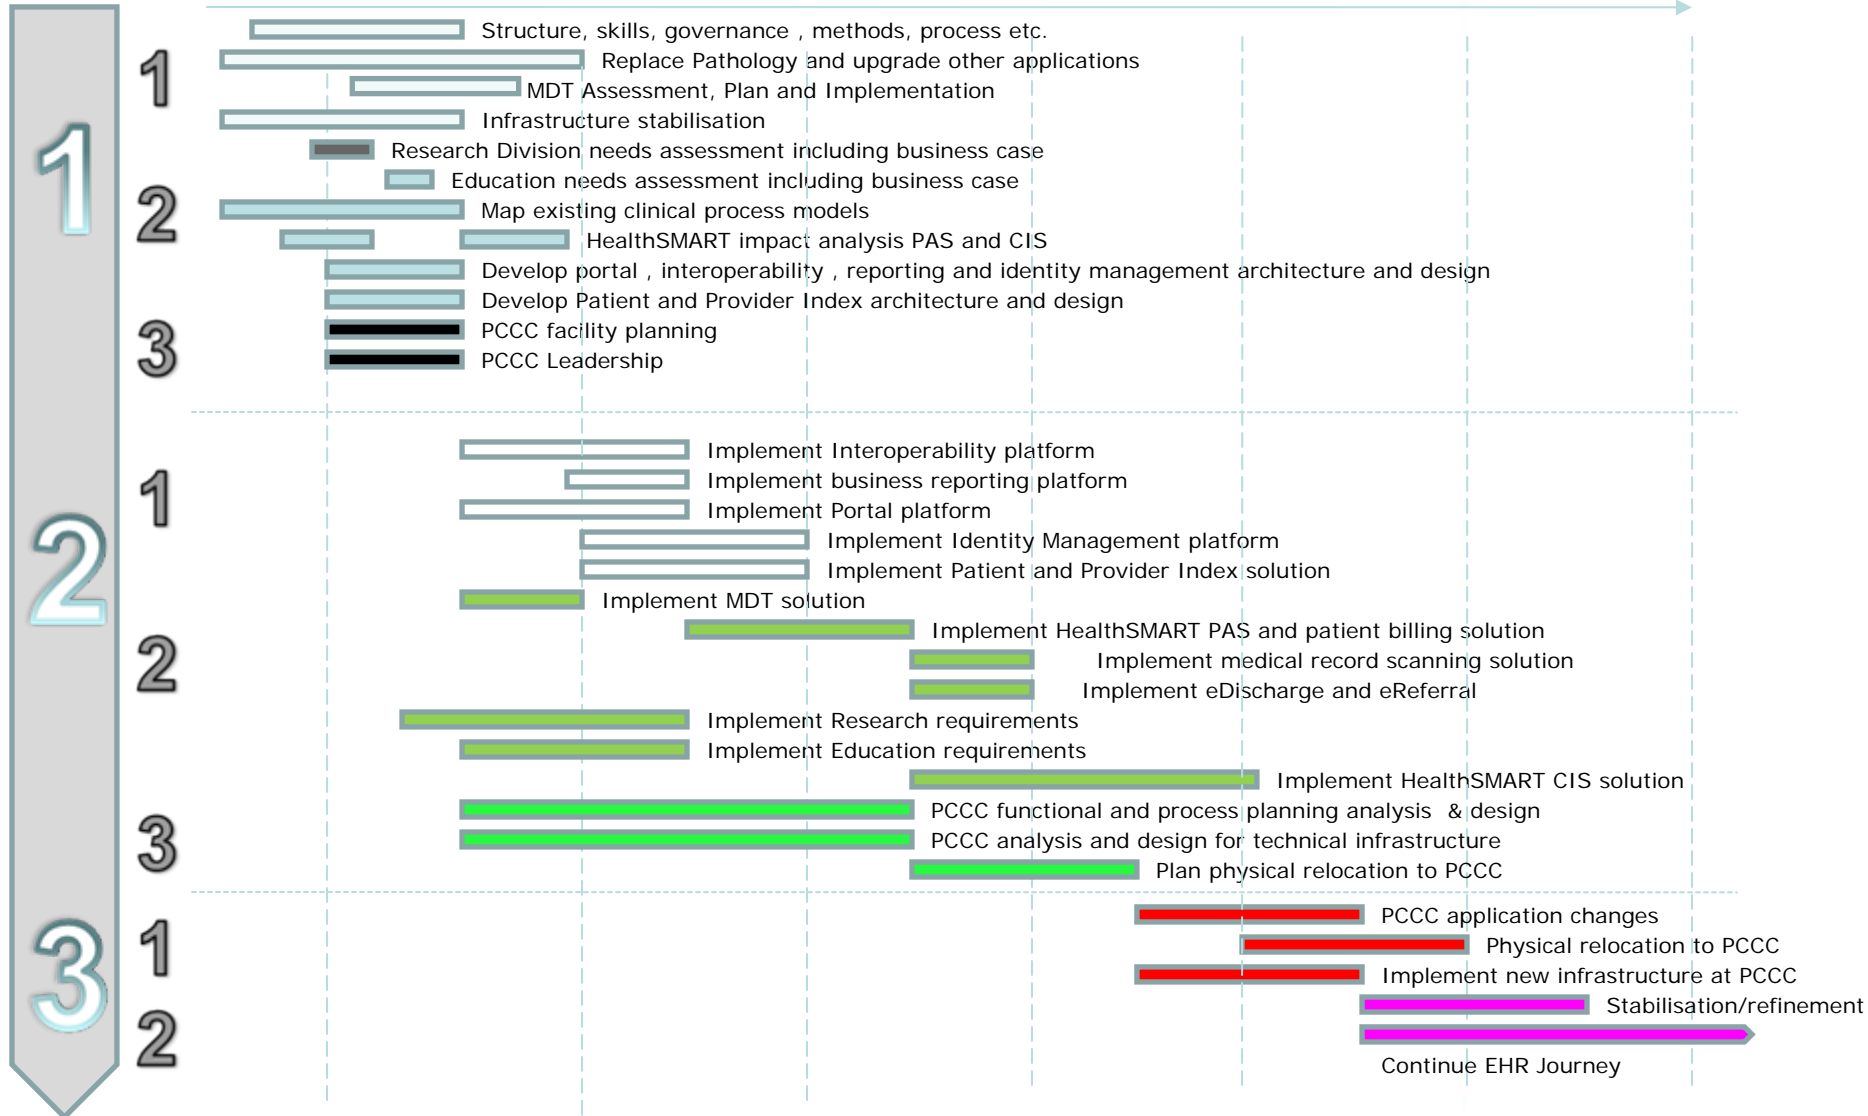 Structure, skills, governance , methods, process etc.
1
Replace Pathology and upgrade other applications
MDT Assessment, Plan and Implementation
Infrastructure stabilisation
1
Research Division needs assessment including business case
Education needs assessment including business case
2
Map existing clinical process models
HealthSMART impact analysis PAS and CIS
Develop portal , interoperability , reporting and identity management architecture and design
Develop Patient and Provider Index architecture and design
3
PCCC facility planning
PCCC Leadership
Implement Interoperability platform
Implement business reporting platform
1
Implement Portal platform
Implement Identity Management platform
2
Implement Patient and Provider Index solution
Implement MDT solution
Implement HealthSMART PAS and patient billing solution
2
Implement medical record scanning solution
Implement eDischarge and eReferral
Implement Research requirements
Implement Education requirements
Implement HealthSMART CIS solution
PCCC functional and process planning analysis & design
3
PCCC analysis and design for technical infrastructure
Plan physical relocation to PCCC
PCCC application changes
1
Physical relocation to PCCC
3
Implement new infrastructure at PCCC
Stabilisation/refinement
2
Continue EHR Journey